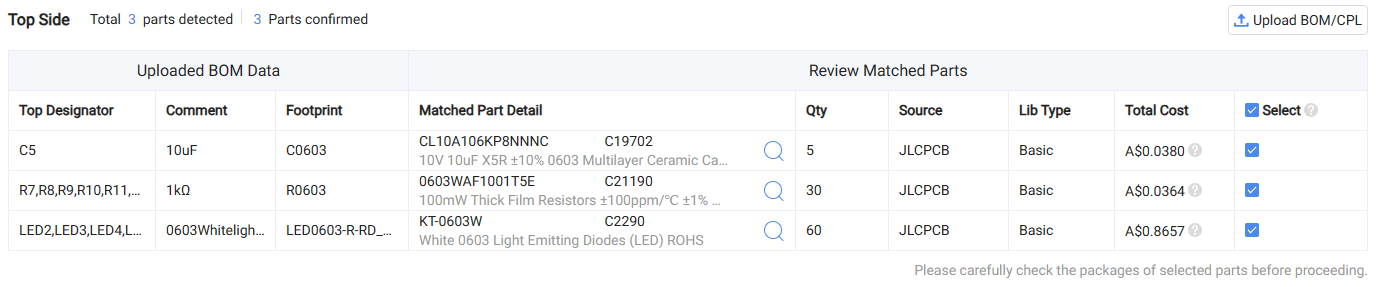 Top Side Total 3 parts detected 3 Parts confirmed Upload BOM/CPL
Uploaded BOM Data Review Matched Parts
Top Designator Comment Footprint Matched Part Detail Qty Source Lib Type Total Cost Select ?
C5 10uF C0603 CL10A106KP8NNNC C19702 5 JLCPCB Basic A$0.0380 ?
10V 10uF X5R ±10% 0603 Multilayer Ceramic Ca...
R7,R8,R9,R10,R11,... 1kΩ R0603 0603WAF1001T5E C21190 30 JLCPCB Basic A$0.0364 ?
100mW Thick Film Resistors ±100ppm/℃ ±1% ...
LED2,LED3,LED4,L... 0603Whiteligh... LED0603-R-RD_... KT-0603W C2290 60 JLCPCB Basic A$0.8657 ?
White 0603 Light Emitting Diodes (LED) ROHS
Please carefully check the packages of selected parts before proceeding.